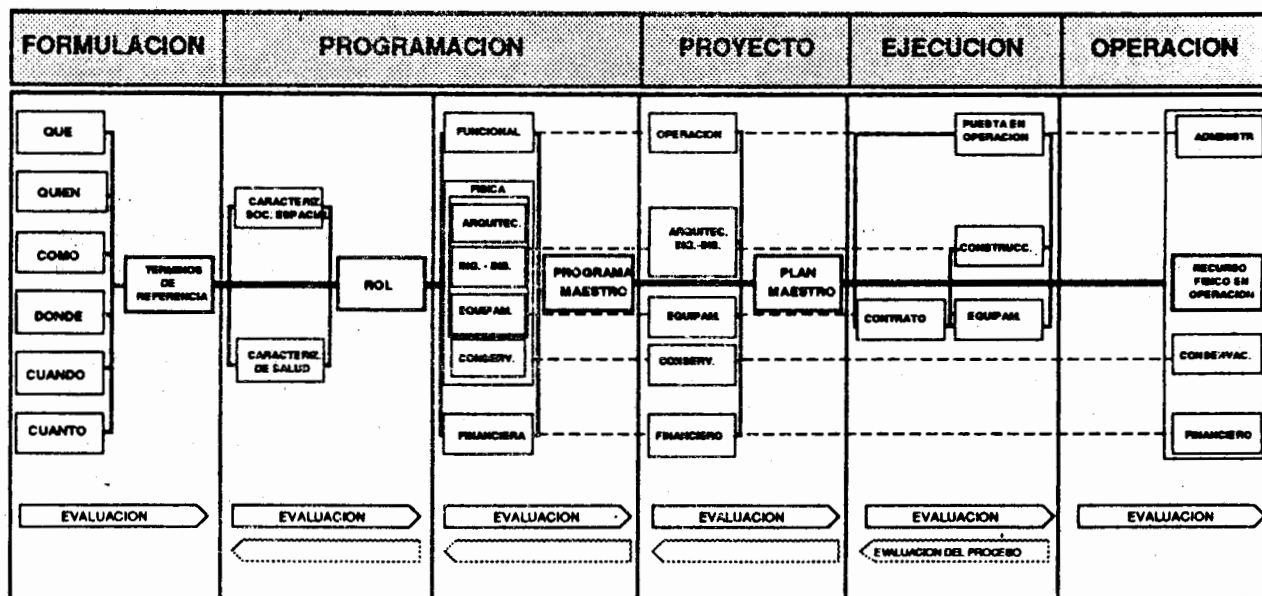 FORMULACION
PROGRAMACION
PROYECTO
EJECUCION
OPERACION
QUE
QUIEN
COMO
DONDE
CUANDO
CUANTO
TERMINOS
DE
REFERENCIA
CARACTERIZ.
SOC. ESPACIAL
CARACTERIZ.
DE SALUD
ROL
FUNCIONAL
FISICA
ARQUITEC.
ING. - INS.
EQUIPAM.
CONSERV.
FINANCIERA
PROGRAMA
MAESTRO
OPERACION
ARQUITEC.
ING.-INS.
EQUIPAM.
CONSERV.
FINANCIERO
PLAN
MAESTRO
CONTRATO
PUESTA EN
OPERACION
CONSTRUCC.
EQUIPAM.
ADMINISTR
RECURSO
FISICO EN
OPERACION
CONSERVAC.
FINANCIERO
EVALUACION
EVALUACION
EVALUACION
EVALUACION
EVALUACION
EVALUACION
EVALUACION DEL PROCESO